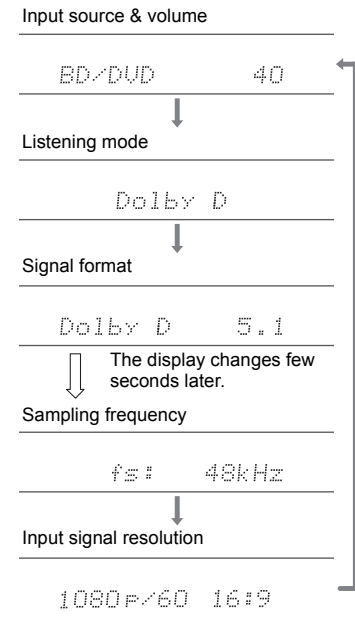 Input source & volume
BD/DVD 40
Listening mode
Dolby D
Signal format
Dolby D 5.1
The display changes few
seconds later.
Sampling frequency
fs: 48kHz
Input signal resolution
1080p/60 16:9